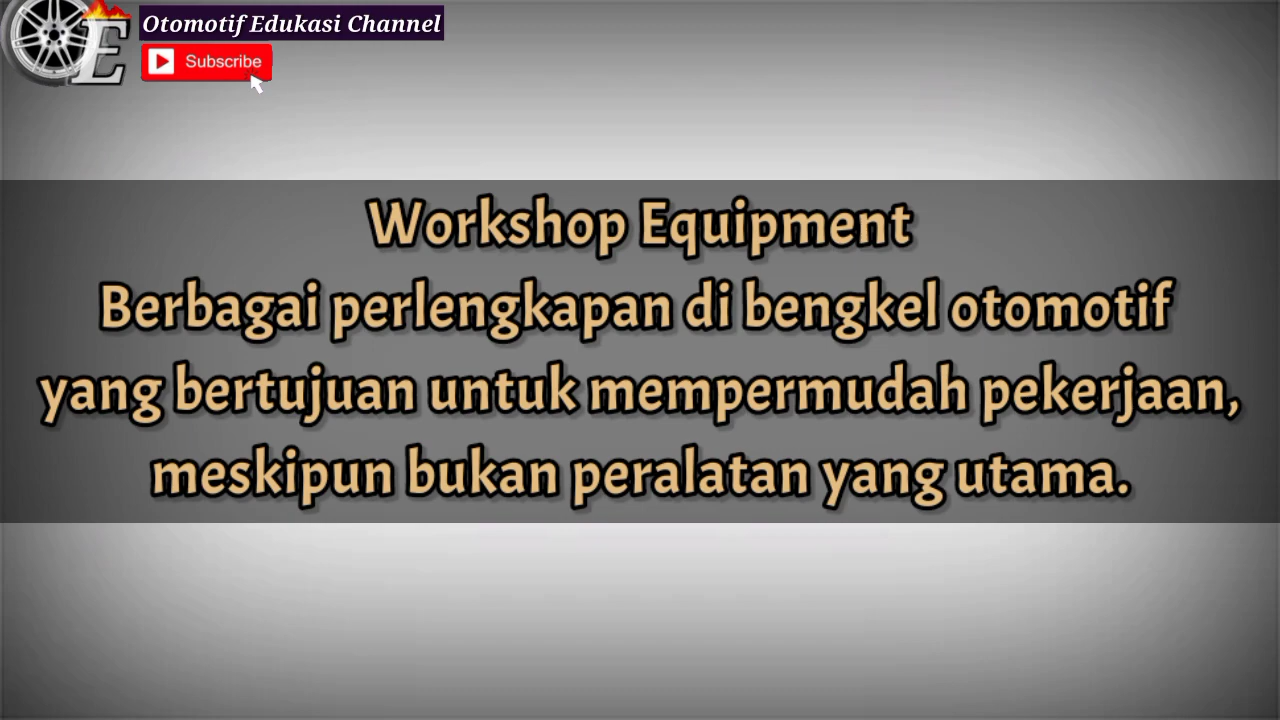 Otomotif Edukasi Channel
E
Subscribe
Workshop Equipment
Berbagai perlengkapan di bengkel otomotif
yang bertujuan untuk mempermudah pekerjaan,
meskipun bukan peralatan yang utama.